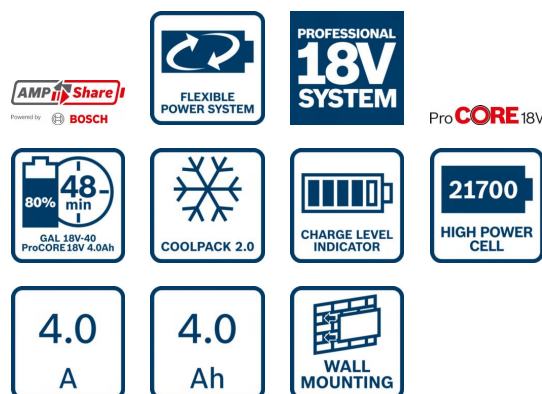 AMP Share
Powered by BOSCH
FLEXIBLE
POWER SYSTEM
PROFESSIONAL
18V
SYSTEM
ProCORE18V
80%
48-
min
GAL 18V-40
ProCORE18V 4.0Ah
COOLPACK 2.0
CHARGE LEVEL
INDICATOR
21700
HIGH POWER
CELL
4.0
A
4.0
Ah
WALL
MOUNTING